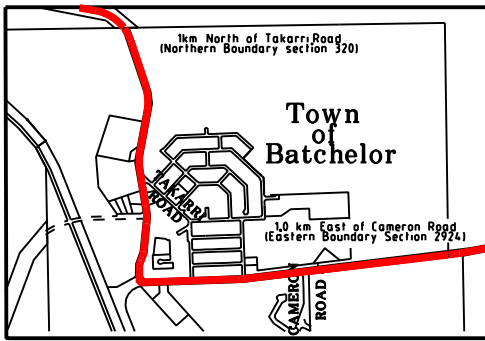 1km North of Takarri Road
(Northern Boundary section 320)
Town
of
Batchelor
TAKARRI
ROAD
1.0 km East of Cameron Road
(Eastern Boundary Section 2924)
CAMERON
ROAD